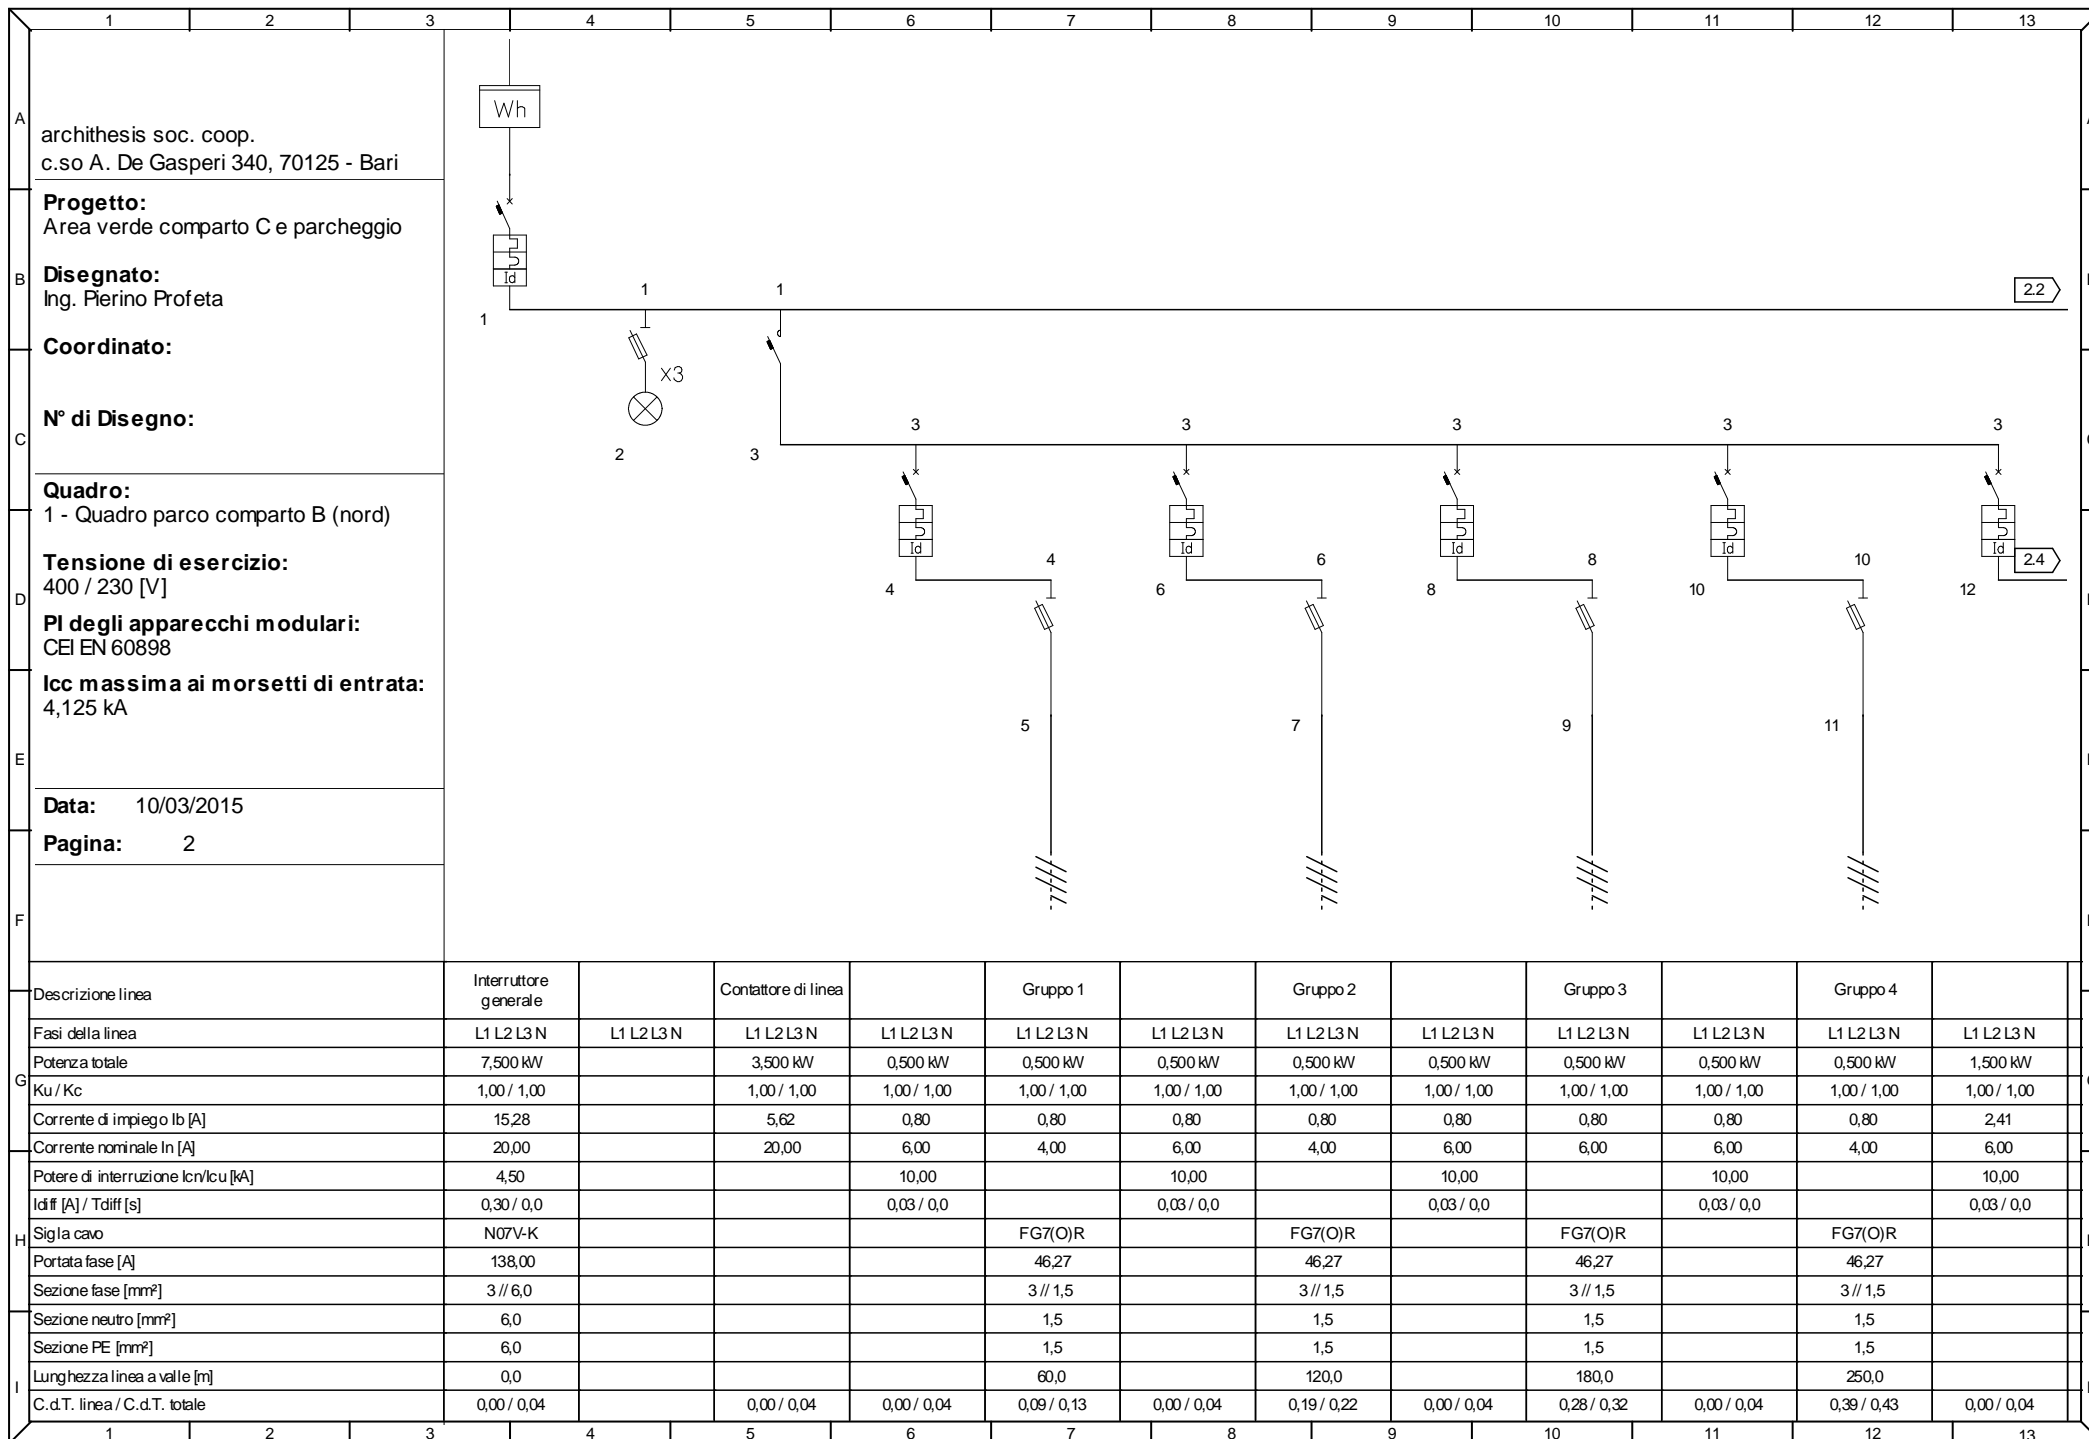 1 2 3 4 5 6 7 8 9 10 11 12 13
A
B
C
D
E
F
G
H
I
archithesis soc. coop.
c.so A. De Gasperi 340, 70125 - Bari
Progetto:
Area verde comparto C e parcheggio
Disegnato:
Ing. Pierino Profeta
Coordinato:
N° di Disegno:
Quadro:
1 - Quadro parco comparto B (nord)
Tensione di esercizio:
400 / 230 [V]
PI degli apparecchi modulari:
CEI EN 60898
Icc massima ai morsetti di entrata:
4,125 kA
Data: 10/03/2015
Pagina: 2
Wh
Id
1 1 1 2.2
X3
2 3 3 3 3 3 3
Id Id Id Id Id
4 6 8 10 2.4
4 6 8 10 12
5 7 9 11
Descrizione linea Interruttore generale Contattore di linea Gruppo 1 Gruppo 2 Gruppo 3 Gruppo 4
Fasi della linea L1 L2 L3 N L1 L2 L3 N L1 L2 L3 N L1 L2 L3 N L1 L2 L3 N L1 L2 L3 N L1 L2 L3 N L1 L2 L3 N L1 L2 L3 N L1 L2 L3 N L1 L2 L3 N L1 L2 L3 N
Potenza totale 7,500 kW 3,500 kW 0,500 kW 0,500 kW 0,500 kW 0,500 kW 0,500 kW 0,500 kW 0,500 kW 0,500 kW 1,500 kW
Ku / Kc 1,00 / 1,00 1,00 / 1,00 1,00 / 1,00 1,00 / 1,00 1,00 / 1,00 1,00 / 1,00 1,00 / 1,00 1,00 / 1,00 1,00 / 1,00 1,00 / 1,00 1,00 / 1,00
Corrente di impiego Ib [A] 15,28 5,62 0,80 0,80 0,80 0,80 0,80 0,80 0,80 0,80 2,41
Corrente nominale In [A] 20,00 20,00 6,00 4,00 6,00 4,00 6,00 6,00 6,00 4,00 6,00
Potere di interruzione Icn/Icu [kA] 4,50 10,00 10,00 10,00 10,00 10,00
Idiff [A] / Tdiff [s] 0,30 / 0,0 0,03 / 0,0 0,03 / 0,0 0,03 / 0,0 0,03 / 0,0 0,03 / 0,0
Sigla cavo N07V-K FG7(O)R FG7(O)R FG7(O)R FG7(O)R
Portata fase [A] 138,00 46,27 46,27 46,27 46,27
Sezione fase [mm²] 3 // 6,0 3 // 1,5 3 // 1,5 3 // 1,5 3 // 1,5
Sezione neutro [mm²] 6,0 1,5 1,5 1,5 1,5
Sezione PE [mm²] 6,0 1,5 1,5 1,5 1,5
Lunghezza linea a valle [m] 0,0 60,0 120,0 180,0 250,0
C.d.T. linea / C.d.T. totale 0,00 / 0,04 0,00 / 0,04 0,00 / 0,04 0,09 / 0,13 0,00 / 0,04 0,19 / 0,22 0,00 / 0,04 0,28 / 0,32 0,00 / 0,04 0,39 / 0,43 0,00 / 0,04
1 2 3 4 5 6 7 8 9 10 11 12 13